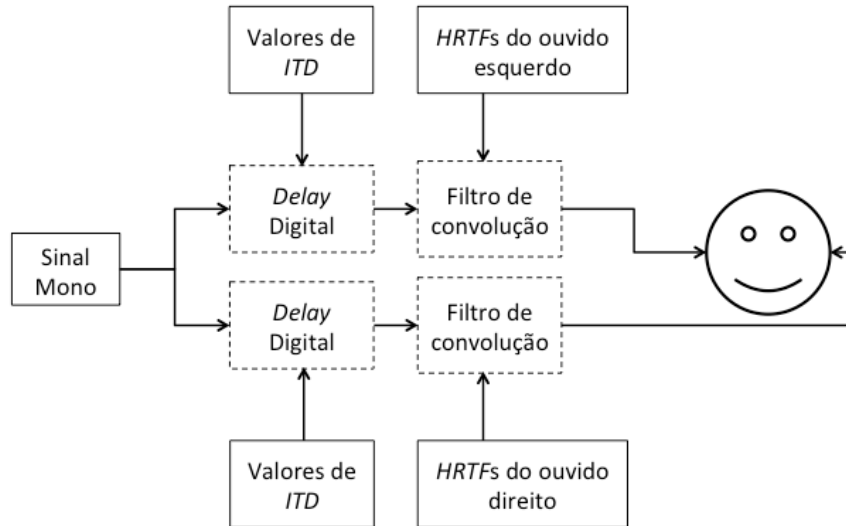 Valores de
ITD
HRTFs do ouvido
esquerdo
Delay
Digital
Filtro de
convolução
Sinal
Mono
Delay
Digital
Filtro de
convolução
Valores de
ITD
HRTFs do ouvido
direito